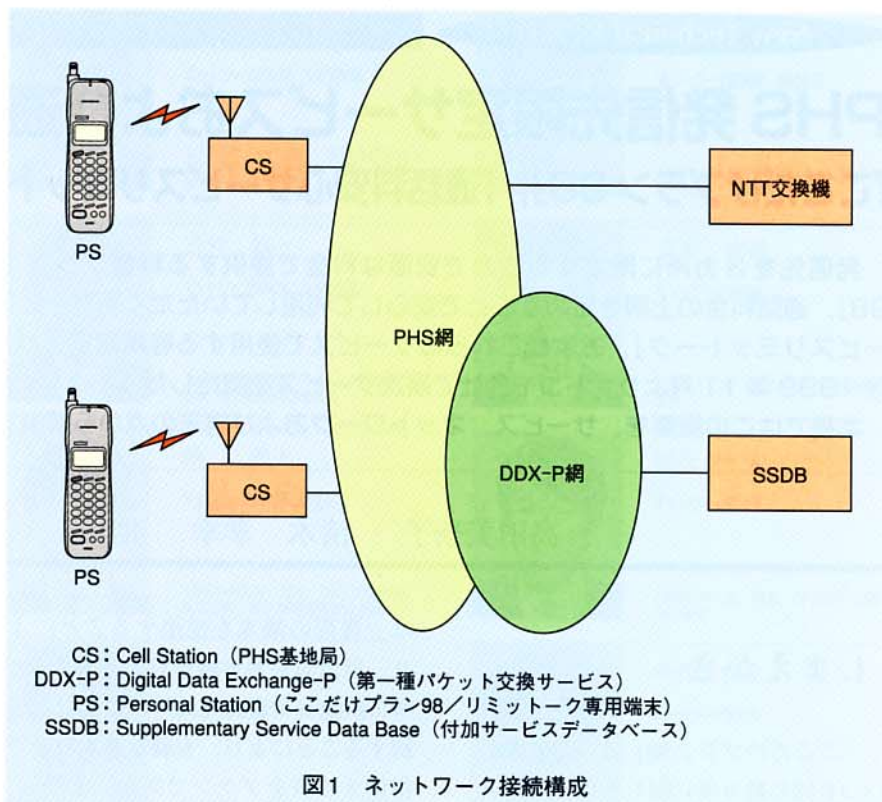 PS
CS
NTT交換機
PHS網
DDX-P網
SSDB
CS
PS
CS：Cell Station（PHS基地局）
DDX-P：Digital Data Exchange-P（第一種パケット交換サービス）
PS：Personal Station（ここだけプラン98／リミットーク専用端末）
SSDB：Supplementary Service Data Base（付加サービスデータベース）
図1 ネットワーク接続構成